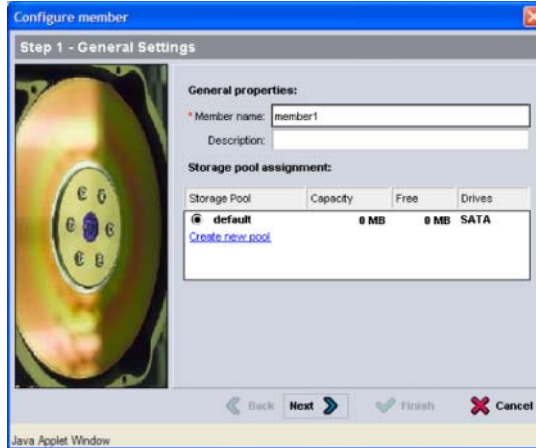 Configure member
Step 1 - General Settings
General properties:
* Member name: member1
Description:
Storage pool assignment:
Storage Pool Capacity Free Drives
default 0 MB 0 MB SATA
Create new pool
Back Next Finish Cancel
Java Applet Window